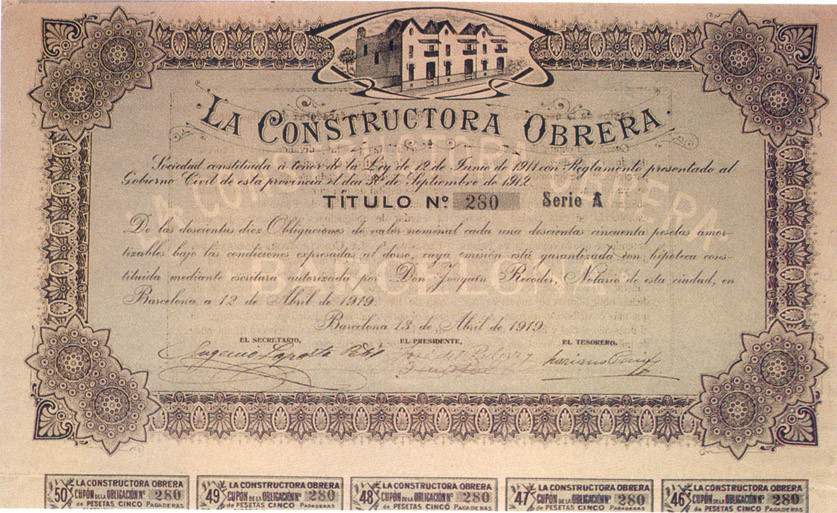 LA CONSTRUCTORA OBRERA.
Sociedad constituida á tenor de la Ley de 12 de Junio de 1911 con Reglamento presentado al
Gobierno Civil de esta provincia el día 20 de Septiembre de 1912
TÍTULO Nº 280 Serie A
De las doscientas diez Obligaciones de valor nominal cada una doscientas cincuenta pesetas amor-
tizables bajo las condiciones expresadas al dorso, cuya emisión está garantizada con hipoteca cons-
tituida mediante escritura autorizada por Don Joaquín Recoder, Notario de esta ciudad, en
Barcelona a 12 de Abril de 1919.
Barcelona 13 de Abril de 1919.
EL SECRETARIO, EL PRESIDENTE, EL TESORERO,
Eugenio
50 LA CONSTRUCTORA OBRERA 49 LA CONSTRUCTORA OBRERA 48 LA CONSTRUCTORA OBRERA 47 LA CONSTRUCTORA OBRERA 46 LA CONSTRUCTORA OBRERA
CUPÓN DE LA OBLIGACIÓN Nº 280 CUPÓN DE LA OBLIGACIÓN Nº 280 CUPÓN DE LA OBLIGACIÓN Nº 280 CUPÓN DE LA OBLIGACIÓN Nº 280 CUPÓN DE LA OBLIGACIÓN Nº 280
de PESETAS CINCO PAGADERAS de PESETAS CINCO PAGADERAS de PESETAS CINCO PAGADERAS de PESETAS CINCO PAGADERAS de PESETAS CINCO PAGADERAS